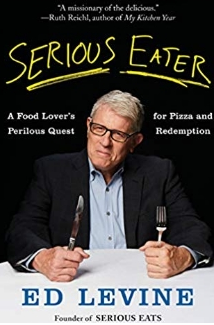 "A missionary of the delicious."
—Ruth Reichl, author of My Kitchen Year
SERIOUS EATER
A Food Lover's
Perilous Quest
for Pizza and
Redemption
ED LEVINE
Founder of SERIOUS EATS